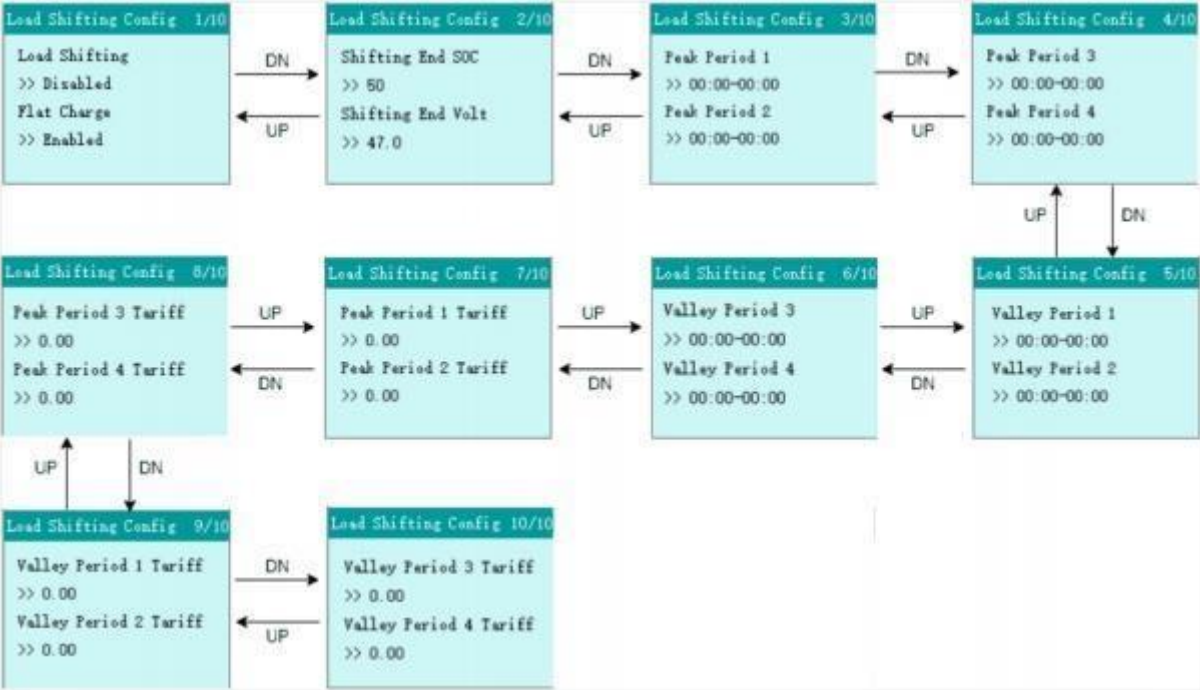 Load Shifting Config 1/10
Load Shifting
>> Disabled
Flat Charge
>> Enabled
DN
UP
Load Shifting Config 2/10
Shifting End SOC
>> 50
Shifting End Volt
>> 47.0
DN
UP
Load Shifting Config 3/10
Peak Period 1
>> 00:00-00:00
Peak Period 2
>> 00:00-00:00
DN
UP
Load Shifting Config 4/10
Peak Period 3
>> 00:00-00:00
Peak Period 4
>> 00:00-00:00
UP
DN
Load Shifting Config 8/10
Peak Period 3 Tariff
>> 0.00
Peak Period 4 Tariff
>> 0.00
UP
DN
Load Shifting Config 7/10
Peak Period 1 Tariff
>> 0.00
Peak Period 2 Tariff
>> 0.00
UP
DN
Load Shifting Config 6/10
Valley Period 3
>> 00:00-00:00
Valley Period 4
>> 00:00-00:00
UP
DN
Load Shifting Config 5/10
Valley Period 1
>> 00:00-00:00
Valley Period 2
>> 00:00-00:00
UP
DN
Load Shifting Config 9/10
Valley Period 1 Tariff
>> 0.00
Valley Period 2 Tariff
>> 0.00
DN
UP
Load Shifting Config 10/10
Valley Period 3 Tariff
>> 0.00
Valley Period 4 Tariff
>> 0.00